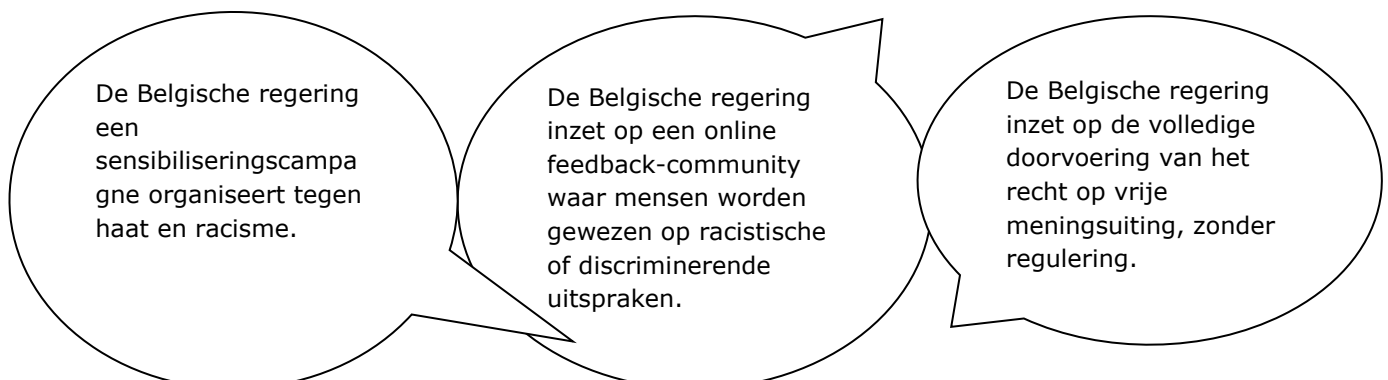 De Belgische regering
een
sensibiliseringscampa
gne organiseert tegen
haat en racisme.
De Belgische regering
inzet op een online
feedback-community
waar mensen worden
gewezen op racistische
of discriminerende
uitspraken.
De Belgische regering
inzet op de volledige
doorvoering van het
recht op vrije
meningsuiting, zonder
regulering.